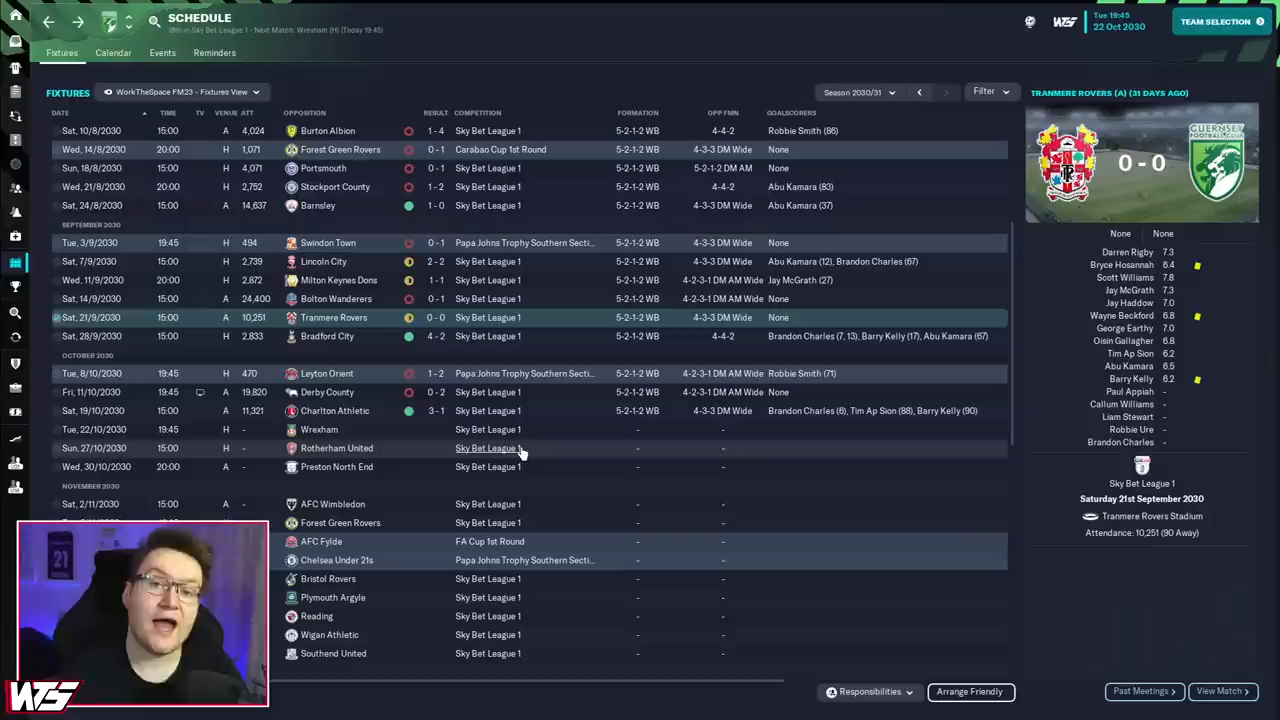 SCHEDULE
18th in Sky Bet League 1 - Next Match: Wrexham (H) (Today 19:45)
Tue 19:45
22 Oct 2030
TEAM SELECTION
Fixtures Calendar Events Reminders
FIXTURES WorkTheSpace FM23 - Fixtures View Season 2030/31 Filter
DATE TIME TV VENUE ATT OPPOSITION RESULT COMPETITION FORMATION OPP FMN GOALSCORERS
Sat, 10/8/2030 15:00 A 4,024 Burton Albion 1 - 4 Sky Bet League 1 5-2-1-2 WB 4-4-2 Robbie Smith (86)
Wed, 14/8/2030 20:00 H 1,071 Forest Green Rovers 0 - 1 Carabao Cup 1st Round 5-2-1-2 WB 4-3-3 DM Wide None
Sun, 18/8/2030 15:00 H 4,071 Portsmouth 0 - 1 Sky Bet League 1 5-2-1-2 WB 5-2-1-2 DM AM None
Wed, 21/8/2030 20:00 H 2,752 Stockport County 1 - 2 Sky Bet League 1 5-2-1-2 WB 4-4-2 Abu Kamara (83)
Sat, 24/8/2030 15:00 A 14,637 Barnsley 1 - 0 Sky Bet League 1 5-2-1-2 WB 4-3-3 DM Wide Abu Kamara (37)
SEPTEMBER 2030
Tue, 3/9/2030 19:45 H 494 Swindon Town 0 - 1 Papa Johns Trophy Southern Secti... 5-2-1-2 WB 4-3-3 DM Wide None
Sat, 7/9/2030 15:00 H 2,739 Lincoln City 2 - 2 Sky Bet League 1 5-2-1-2 WB 4-3-3 DM Wide Abu Kamara (12), Brandon Charles (67)
Wed, 11/9/2030 20:00 H 2,872 Milton Keynes Dons 1 - 1 Sky Bet League 1 5-2-1-2 WB 4-2-3-1 DM AM Wide Jay McGrath (27)
Sat, 14/9/2030 15:00 A 24,400 Bolton Wanderers 0 - 1 Sky Bet League 1 5-2-1-2 WB 4-2-3-1 DM AM Wide None
Sat, 21/9/2030 15:00 A 10,251 Tranmere Rovers 0 - 0 Sky Bet League 1 5-2-1-2 WB 4-3-3 DM Wide None
Sat, 28/9/2030 15:00 H 2,833 Bradford City 4 - 2 Sky Bet League 1 5-2-1-2 WB 4-4-2 Brandon Charles (7, 13), Barry Kelly (17), Abu Kamara (67)
OCTOBER 2030
Tue, 8/10/2030 19:45 H 470 Leyton Orient 1 - 2 Papa Johns Trophy Southern Secti... 5-2-1-2 WB 4-2-3-1 DM AM Wide Robbie Smith (71)
Fri, 11/10/2030 19:45 A 19,820 Derby County 0 - 2 Sky Bet League 1 5-2-1-2 WB 4-2-3-1 DM AM Wide None
Sat, 19/10/2030 15:00 A 11,321 Charlton Athletic 3 - 1 Sky Bet League 1 5-2-1-2 WB 4-3-3 DM Wide Brandon Charles (6), Tim Ap Sion (88), Barry Kelly (90)
Tue, 22/10/2030 19:45 H - Wrexham Sky Bet League 1 - -
Sun, 27/10/2030 15:00 H - Rotherham United Sky Bet League 1 - -
Wed, 30/10/2030 20:00 A - Preston North End Sky Bet League 1 - -
NOVEMBER 2030
Sat, 2/11/2030 15:00 A - AFC Wimbledon Sky Bet League 1 - -
Forest Green Rovers Sky Bet League 1 - -
AFC Fylde FA Cup 1st Round - -
Chelsea Under 21s Papa Johns Trophy Southern Secti... - -
Bristol Rovers Sky Bet League 1 - -
Plymouth Argyle Sky Bet League 1 - -
Reading Sky Bet League 1 - -
Wigan Athletic Sky Bet League 1 - -
Southend United Sky Bet League 1 - -
Responsibilities Arrange Friendly
TRANMERE ROVERS (A) (31 DAYS AGO)
0 - 0
GUERNSEY
FOOTBALL CLUB
None None
Darren Rigby 7.3
Bryce Hosannah 6.4
Scott Williams 7.8
Jay McGrath 7.3
Jay Haddow 7.0
Wayne Beckford 6.8
George Earthy 7.0
Oisin Gallagher 6.8
Tim Ap Sion 6.2
Abu Kamara 6.5
Barry Kelly 6.2
Paul Appiah -
Callum Williams -
Liam Stewart -
Robbie Ure -
Brandon Charles -
Sky Bet League 1
Saturday 21st September 2030
Tranmere Rovers Stadium
Attendance: 10,251 (90 Away)
Past Meetings View Match
21
WTS